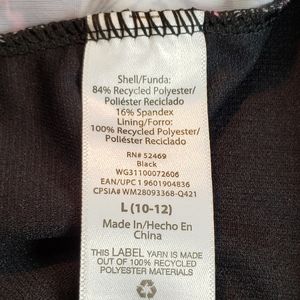 Shell/Funda:
84% Recycled Polyester/
Poliéster Reciclado
16% Spandex
Lining/Forro:
100% Recycled Polyester/
Poliéster Reciclado
RN# 52469
Black
WG31100072606
EAN/UPC 1 9601904836
CPSIA# WM28093368-Q421
L (10-12)
Made In/Hecho En
China
THIS LABEL YARN IS MADE
OUT OF 100% RECYCLED
POLYESTER MATERIALS